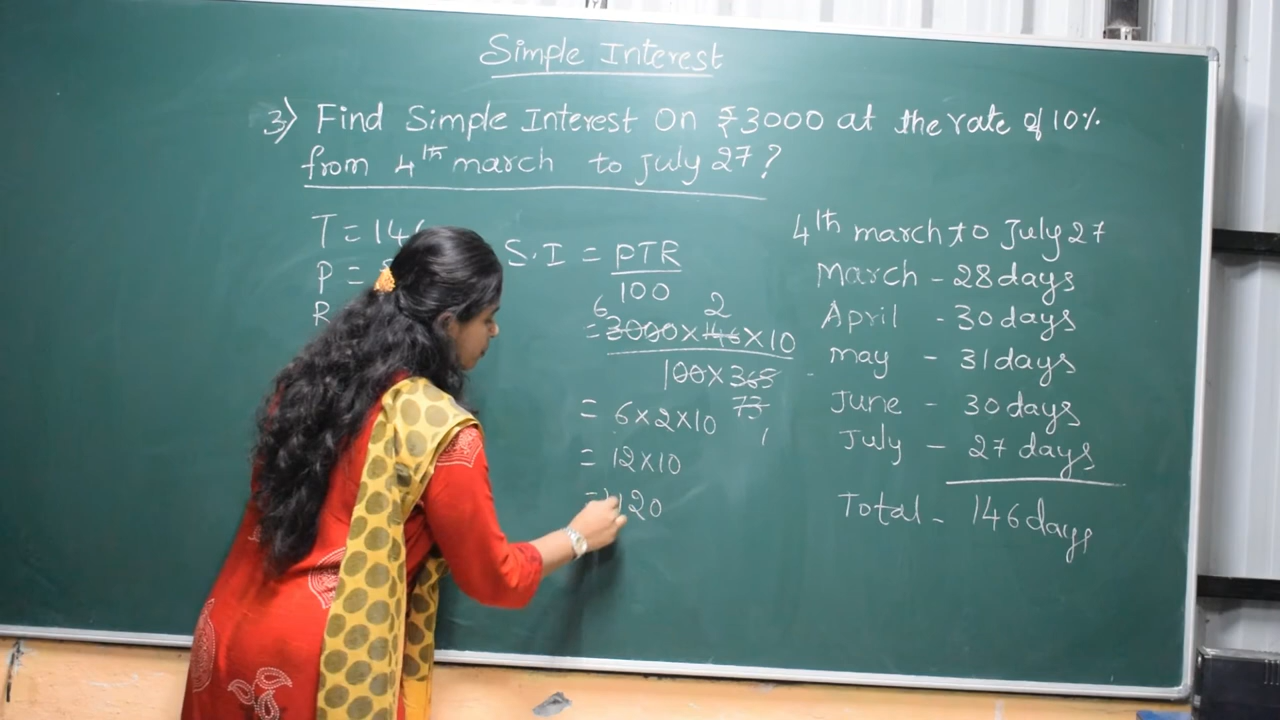 Simple Interest
3) Find Simple Interest On ₹3000 at the rate of 10%
from 4th march to July 27?
T = 14
P =
R
S.I = PTR
100
6 2
= 3000×146×10
100×365
73
1
= 6×2×10
= 12×10
= 120
4th march to July 27
March - 28 days
April - 30 days
may - 31 days
June - 30 days
July - 27 days
Total - 146 days